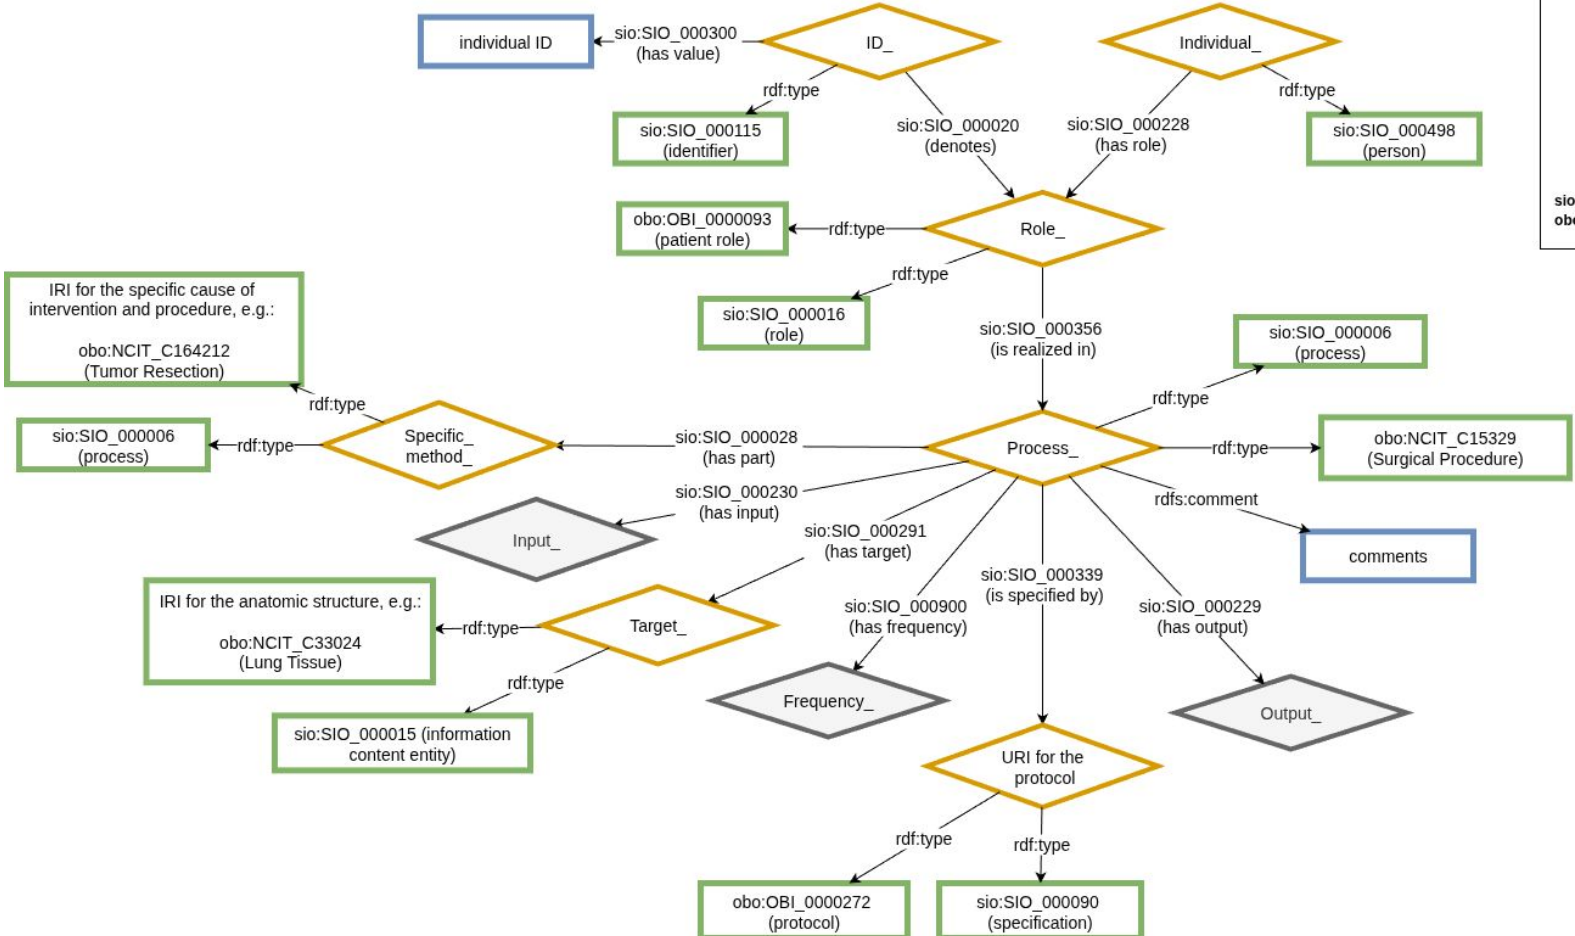 individual ID
sio:SIO_000300
(has value)
ID_
Individual_
rdf:type
rdf:type
sio:SIO_000115
(identifier)
sio:SIO_000020
(denotes)
sio:SIO_000228
(has role)
sio:SIO_000498
(person)
sio
obo
obo:OBI_0000093
(patient role)
rdf:type
Role_
rdf:type
sio:SIO_000016
(role)
IRI for the specific cause of
intervention and procedure, e.g.:
obo:NCIT_C164212
(Tumor Resection)
sio:SIO_000356
(is realized in)
sio:SIO_000006
(process)
rdf:type
rdf:type
sio:SIO_000006
(process)
rdf:type
Specific_
method_
sio:SIO_000028
(has part)
Process_
rdf:type
obo:NCIT_C15329
(Surgical Procedure)
sio:SIO_000230
(has input)
rdfs:comment
Input_
sio:SIO_000291
(has target)
comments
IRI for the anatomic structure, e.g.:
obo:NCIT_C33024
(Lung Tissue)
rdf:type
Target_
sio:SIO_000900
(has frequency)
sio:SIO_000339
(is specified by)
sio:SIO_000229
(has output)
rdf:type
sio:SIO_000015 (information
content entity)
Frequency_
Output_
URI for the
protocol
rdf:type
rdf:type
obo:OBI_0000272
(protocol)
sio:SIO_000090
(specification)